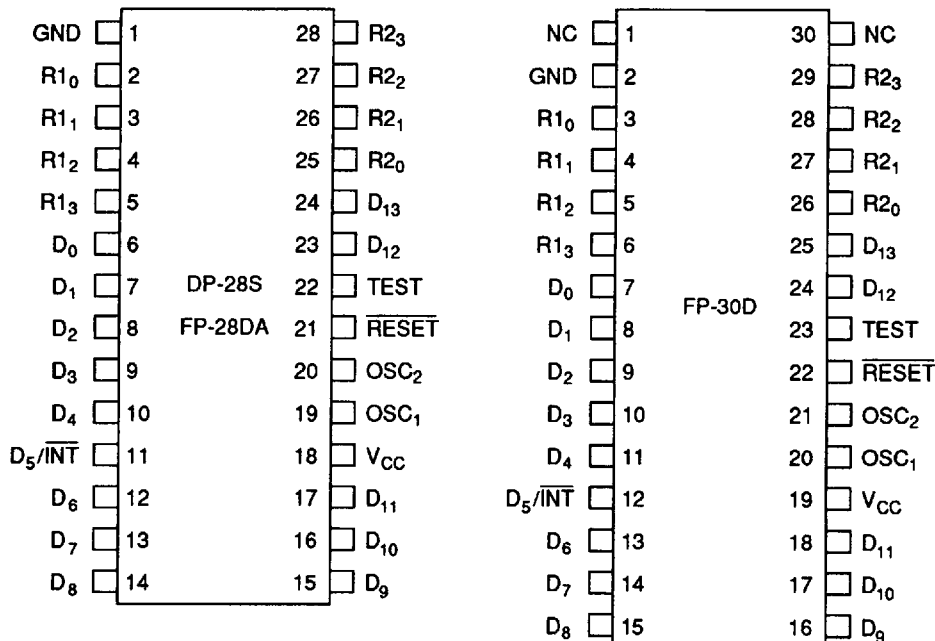 GND 1 28 R2₃
R1₀ 2 27 R2₂
R1₁ 3 26 R2₁
R1₂ 4 25 R2₀
R1₃ 5 24 D₁₃
D₀ 6 23 D₁₂
D₁ 7 DP-28S 22 TEST
D₂ 8 FP-28DA 21 R̅E̅S̅E̅T̅
D₃ 9 20 OSC₂
D₄ 10 19 OSC₁
D₅/I̅N̅T̅ 11 18 V_CC
D₆ 12 17 D₁₁
D₇ 13 16 D₁₀
D₈ 14 15 D₉
NC 1 30 NC
GND 2 29 R2₃
R1₀ 3 28 R2₂
R1₁ 4 27 R2₁
R1₂ 5 26 R2₀
R1₃ 6 25 D₁₃
D₀ 7 24 D₁₂
FP-30D
D₁ 8 23 TEST
D₂ 9 22 R̅E̅S̅E̅T̅
D₃ 10 21 OSC₂
D₄ 11 20 OSC₁
D₅/I̅N̅T̅ 12 19 V_CC
D₆ 13 18 D₁₁
D₇ 14 17 D₁₀
D₈ 15 16 D₉